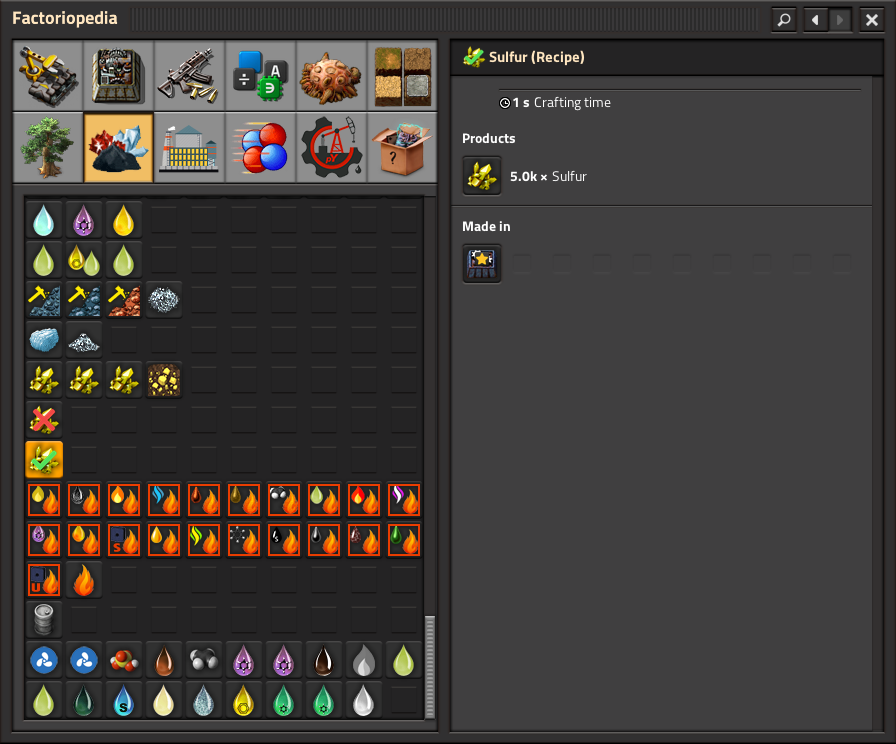 Factoriopedia
Sulfur (Recipe)
1 s Crafting time
Products
5.0k × Sulfur
Made in
A
÷
?
S
U
S